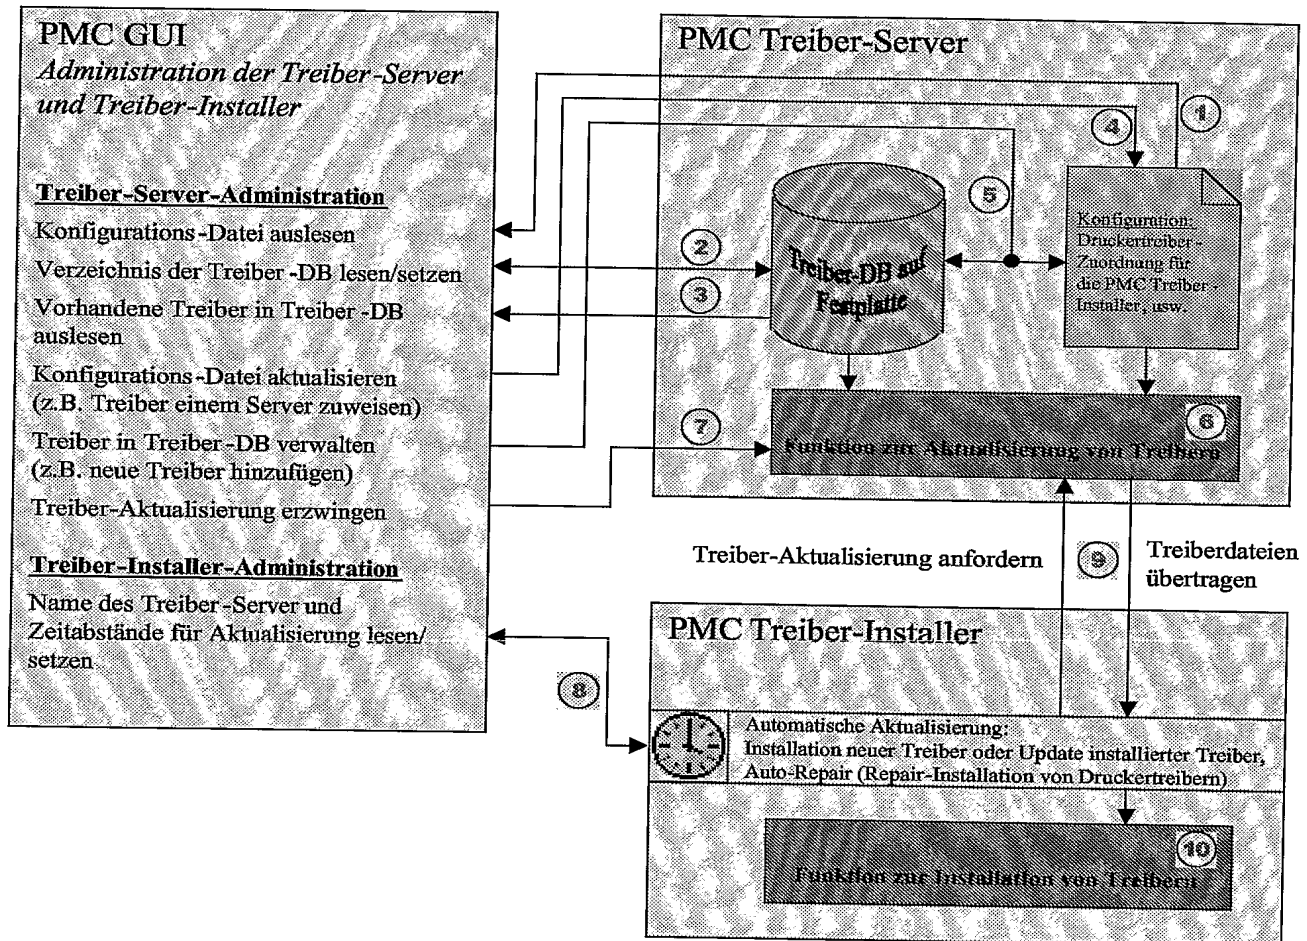 PMC GUI
Administration der Treiber-Server
und Treiber-Installer
Treiber-Server-Administration
Konfigurations-Datei auslesen
Verzeichnis der Treiber-DB lesen/setzen
Vorhandene Treiber in Treiber-DB
auslesen
Konfigurations-Datei aktualisieren
(z.B. Treiber einem Server zuweisen)
Treiber in Treiber-DB verwalten
(z.B. neue Treiber hinzufügen)
Treiber-Aktualisierung erzwingen
Treiber-Installer-Administration
Name des Treiber-Server und
Zeitabstände für Aktualisierung lesen/
setzen
PMC Treiber-Server
1
4
5
2
3
Treiber-DB auf
Festplatte
Konfiguration:
Druckertreiber-
Zuordnung für
die PMC Treiber-
Installer, usw.
7
6
Funktion zur Aktualisierung von Treibern
Treiber-Aktualisierung anfordern
9
Treiberdateien
übertragen
8
PMC Treiber-Installer
Automatische Aktualisierung:
Installation neuer Treiber oder Update installierter Treiber,
Auto-Repair (Repair-Installation von Druckertreibern)
10
Funktion zur Installation von Treibern